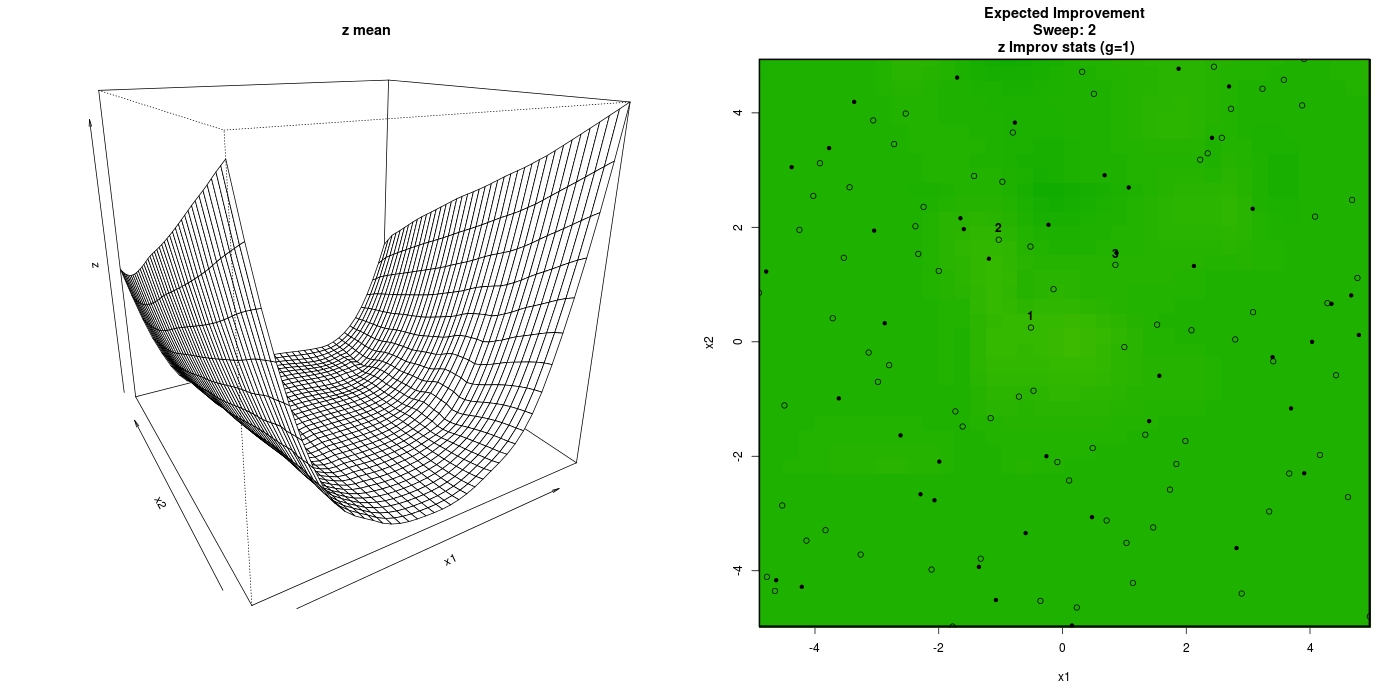 z mean
z
x2
x1
Expected Improvement
Sweep: 2
z Improv stats (g=1)
x2
4
2
0
-2
-4
2
3
1
-4
-2
0
2
4
x1